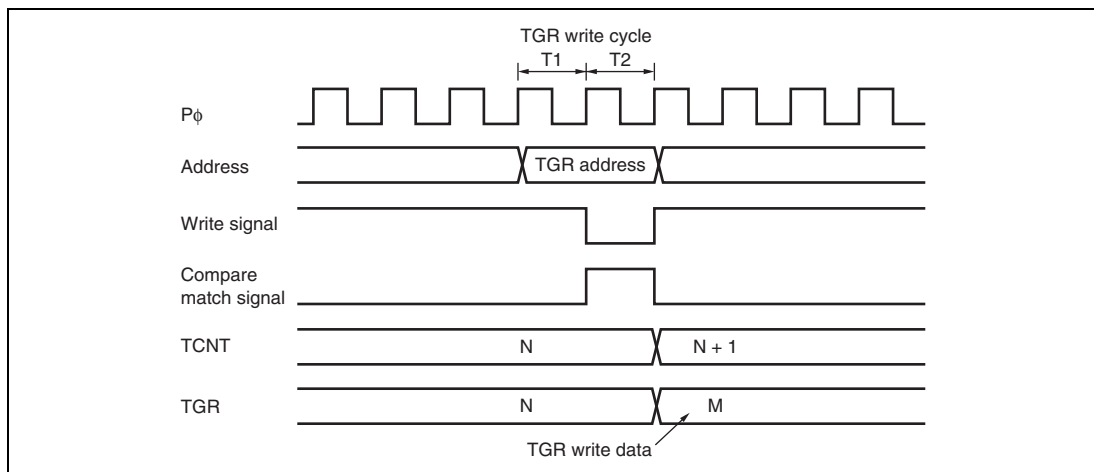 TGR write cycle
T1 T2
Pϕ
Address TGR address
Write signal
Compare
match signal
TCNT N N + 1
TGR N M
TGR write data